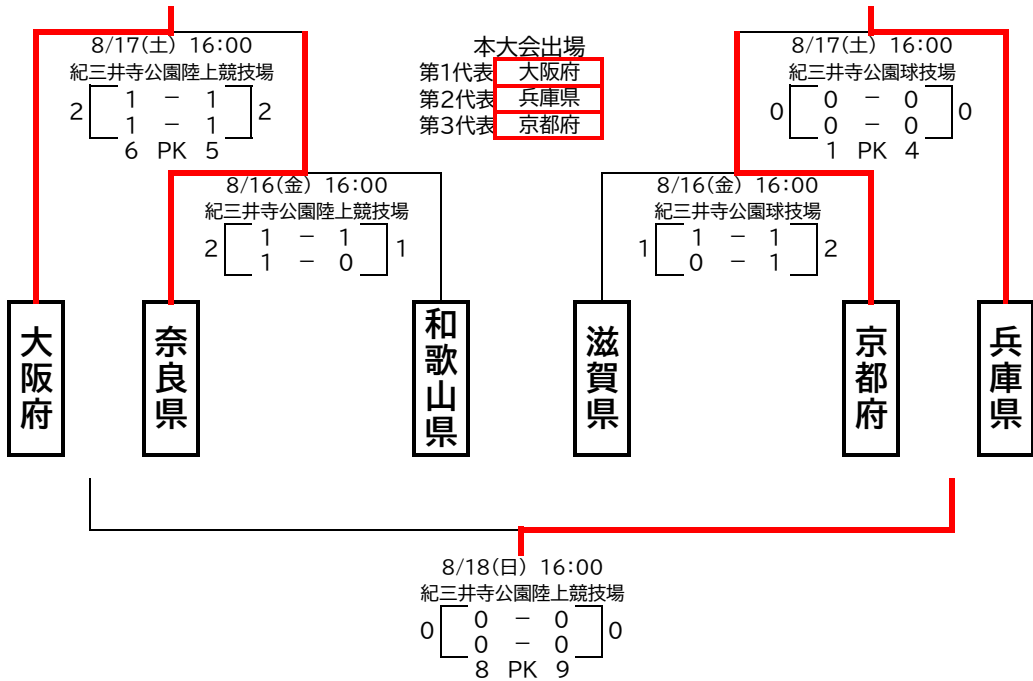 8/17(土) 16:00
紀三井寺公園陸上競技場
2 1 － 1 2
1 － 1
6 PK 5
本大会出場
第1代表 大阪府
第2代表 兵庫県
第3代表 京都府
8/17(土) 16:00
紀三井寺公園球技場
0 0 － 0 0
0 － 0
1 PK 4
8/16(金) 16:00
紀三井寺公園陸上競技場
2 1 － 1 1
1 － 0
8/16(金) 16:00
紀三井寺公園球技場
1 1 － 1 2
0 － 1
大阪府
奈良県
和歌山県
滋賀県
京都府
兵庫県
8/18(日) 16:00
紀三井寺公園陸上競技場
0 0 － 0 0
0 － 0
8 PK 9